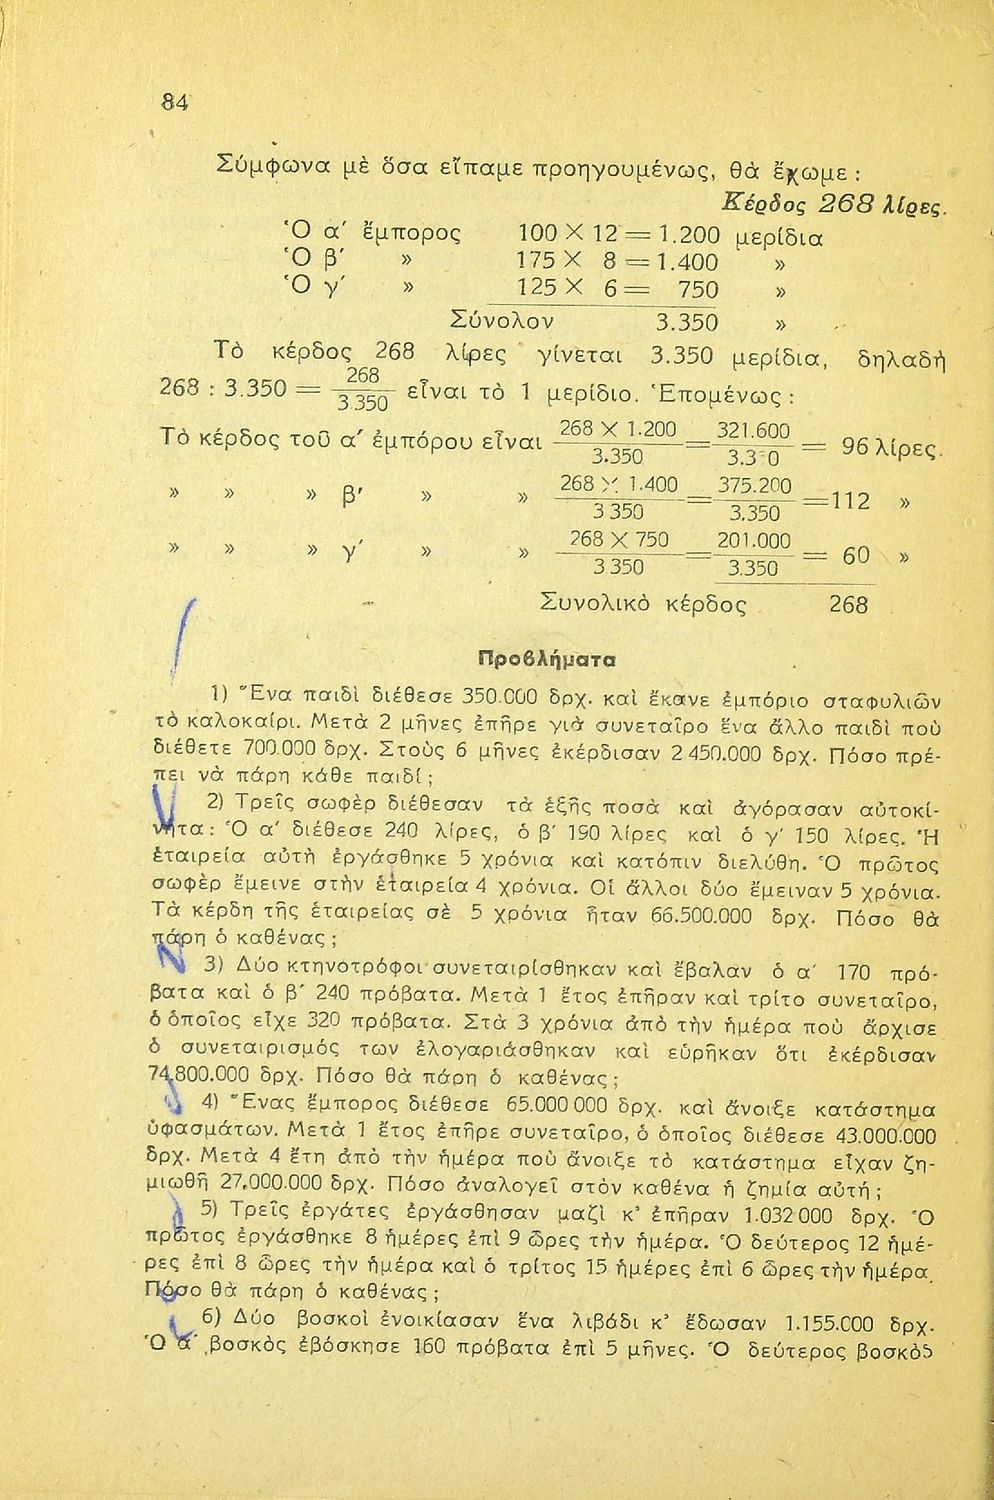 84
Σύμφωνα μὲ ὅσα εἴπαμε προηγουμένως, θὰ ἔχωμε :
Κέρδος 268 λίρες.
Ὁ α΄ ἔμπορος 100 × 12 = 1.200 μερίδια
Ὁ β΄ » 175 × 8 = 1.400 »
Ὁ γ΄ » 125 × 6 = 750 »
Σύνολον 3.350 »
Τὸ κέρδος 268 λίρες γίνεται 3.350 μερίδια, δηλαδὴ
268 : 3.350 = 268/3.350 εἶναι τὸ 1 μερίδιο. Ἑπομένως :
Τὸ κέρδος τοῦ α΄ ἐμπόρου εἶναι 268 × 1.200/3.350 = 321.600/3.3 0 = 96 λίρες.
» » » β΄ » » 268 × 1.400/3 350 = 375.200/3.350 = 112 »
» » » γ΄ » » 268 × 750/3 350 = 201.000/3.350 = 60 »
Συνολικὸ κέρδος 268
Προβλήματα
1) Ἕνα παιδὶ διέθεσε 350.000 δρχ. καὶ ἔκανε ἐμπόριο σταφυλιῶν
τὸ καλοκαίρι. Μετὰ 2 μῆνες ἐπῆρε γιὰ συνεταῖρο ἕνα ἄλλο παιδὶ ποὺ
διέθετε 700.000 δρχ. Στοὺς 6 μῆνες ἐκέρδισαν 2 450.000 δρχ. Πόσο πρέ-
πει νὰ πάρη κάθε παιδί ;
2) Τρεῖς σωφὲρ διέθεσαν τὰ ἑξῆς ποσὰ καὶ ἀγόρασαν αὐτοκί-
νητα : Ὁ α΄ διέθεσε 240 λίρες, ὁ β΄ 190 λίρες καὶ ὁ γ΄ 150 λίρες. Ἡ
ἑταιρεία αὐτὴ ἐργάσθηκε 5 χρόνια καὶ κατόπιν διελύθη. Ὁ πρῶτος
σωφὲρ ἔμεινε στὴν ἑταιρεία 4 χρόνια. Οἱ ἄλλοι δύο ἔμειναν 5 χρόνια.
Τὰ κέρδη τῆς ἑταιρείας σὲ 5 χρόνια ἦταν 66.500.000 δρχ. Πόσο θὰ
πάρη ὁ καθένας ;
3) Δύο κτηνοτρόφοι συνεταιρίσθηκαν καὶ ἔβαλαν ὁ α΄ 170 πρό-
βατα καὶ ὁ β΄ 240 πρόβατα. Μετὰ 1 ἔτος ἐπῆραν καὶ τρίτο συνεταῖρο,
ὁ ὁποῖος εἶχε 320 πρόβατα. Στὰ 3 χρόνια ἀπὸ τὴν ἡμέρα ποὺ ἄρχισε
ὁ συνεταιρισμός των ἐλογαριάσθηκαν καὶ εὑρῆκαν ὅτι ἐκέρδισαν
74.800.000 δρχ. Πόσο θὰ πάρη ὁ καθένας ;
4) Ἕνας ἔμπορος διέθεσε 65.000 000 δρχ. καὶ ἄνοιξε κατάστημα
ὑφασμάτων. Μετὰ 1 ἔτος ἐπῆρε συνεταῖρο, ὁ ὁποῖος διέθεσε 43.000.000
δρχ. Μετὰ 4 ἔτη ἀπὸ τὴν ἡμέρα ποὺ ἄνοιξε τὸ κατάστημα εἶχαν ζη-
μιωθῆ 27.000.000 δρχ. Πόσο ἀναλογεῖ στὸν καθένα ἡ ζημία αὐτή ;
5) Τρεῖς ἐργάτες ἐργάσθησαν μαζὶ κ' ἐπῆραν 1.032 000 δρχ. Ὁ
πρῶτος ἐργάσθηκε 8 ἡμέρες ἐπὶ 9 ὧρες τὴν ἡμέρα. Ὁ δεύτερος 12 ἡμέ-
ρες ἐπὶ 8 ὧρες τὴν ἡμέρα καὶ ὁ τρίτος 15 ἡμέρες ἐπὶ 6 ὧρες τὴν ἡμέρα.
Πόσο θὰ πάρη ὁ καθένας ;
6) Δύο βοσκοὶ ἐνοικίασαν ἕνα λιβάδι κ' ἔδωσαν 1.155.000 δρχ.
Ὁ α΄ βοσκὸς ἐβόσκησε 160 πρόβατα ἐπὶ 5 μῆνες. Ὁ δεύτερος βοσκὸς